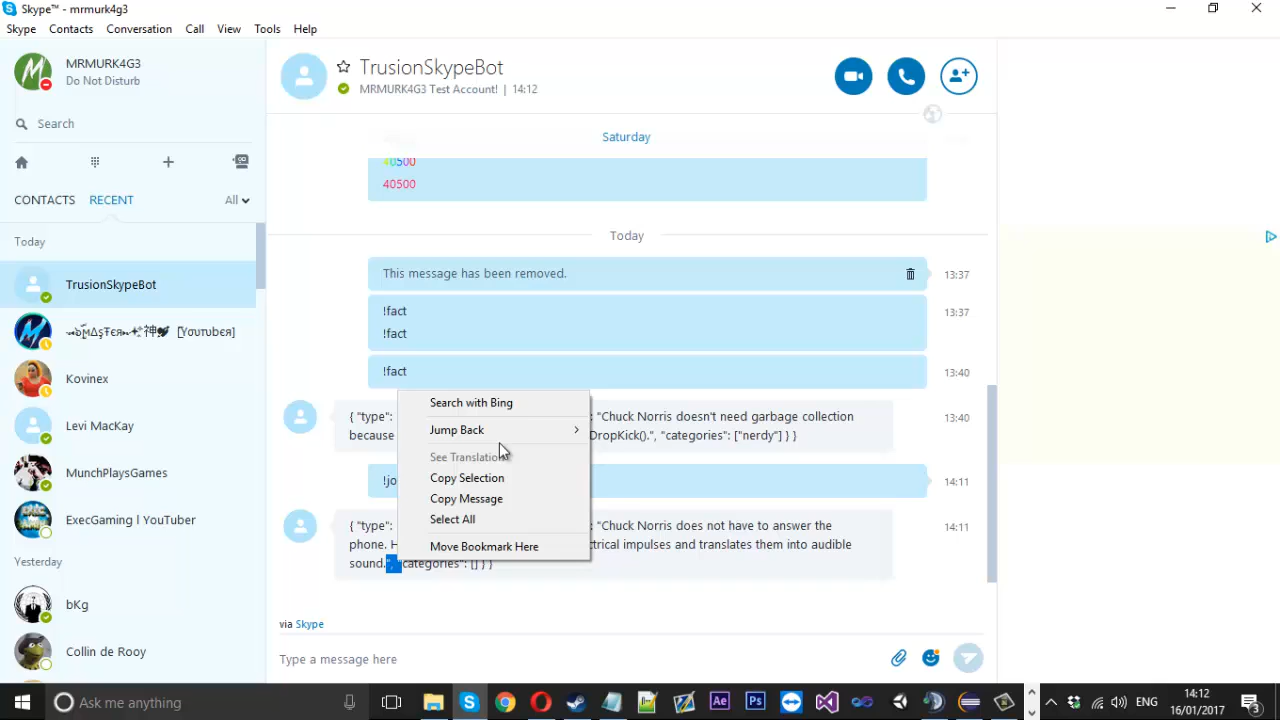 Skype™ - mrmurk4g3
Skype Contacts Conversation Call View Tools Help
MRMURK4G3
Do Not Disturb
Search
CONTACTS RECENT All
Today
TrusionSkypeBot
Kovinex
Levi MacKay
MunchPlaysGames
ExecGaming | YouTuber
Yesterday
bKg
Collin de Rooy
TrusionSkypeBot
MRMURK4G3 Test Account! | 14:12
Saturday
40500
40500
Today
This message has been removed. 13:37
!fact 13:37
!fact
!fact 13:40
{ "type": "Chuck Norris doesn't need garbage collection 13:40
because DropKick().", "categories": ["nerdy"] } }
!jo 14:11
{ "type": "Chuck Norris does not have to answer the 14:11
phone. H trical impulses and translates them into audible
sound.", "categories": [] } }
Search with Bing
Jump Back
See Translation
Copy Selection
Copy Message
Select All
Move Bookmark Here
via Skype
Type a message here
Ask me anything
Ae
Ps
ENG
14:12
16/01/2017
3